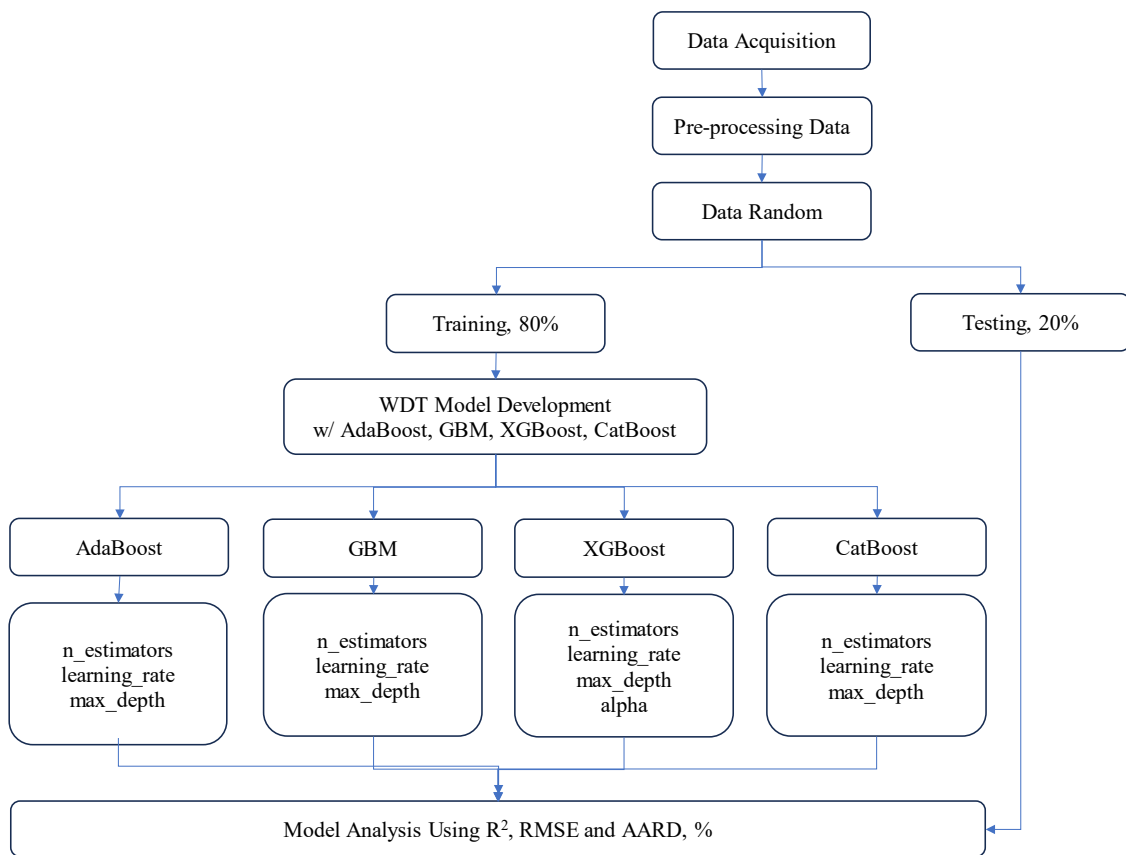 Data Acquisition
Pre-processing Data
Data Random
Training, 80%
Testing, 20%
WDT Model Development
w/ AdaBoost, GBM, XGBoost, CatBoost
AdaBoost
GBM
XGBoost
CatBoost
n_estimators
learning_rate
max_depth
n_estimators
learning_rate
max_depth
n_estimators
learning_rate
max_depth
alpha
n_estimators
learning_rate
max_depth
Model Analysis Using R², RMSE and AARD, %